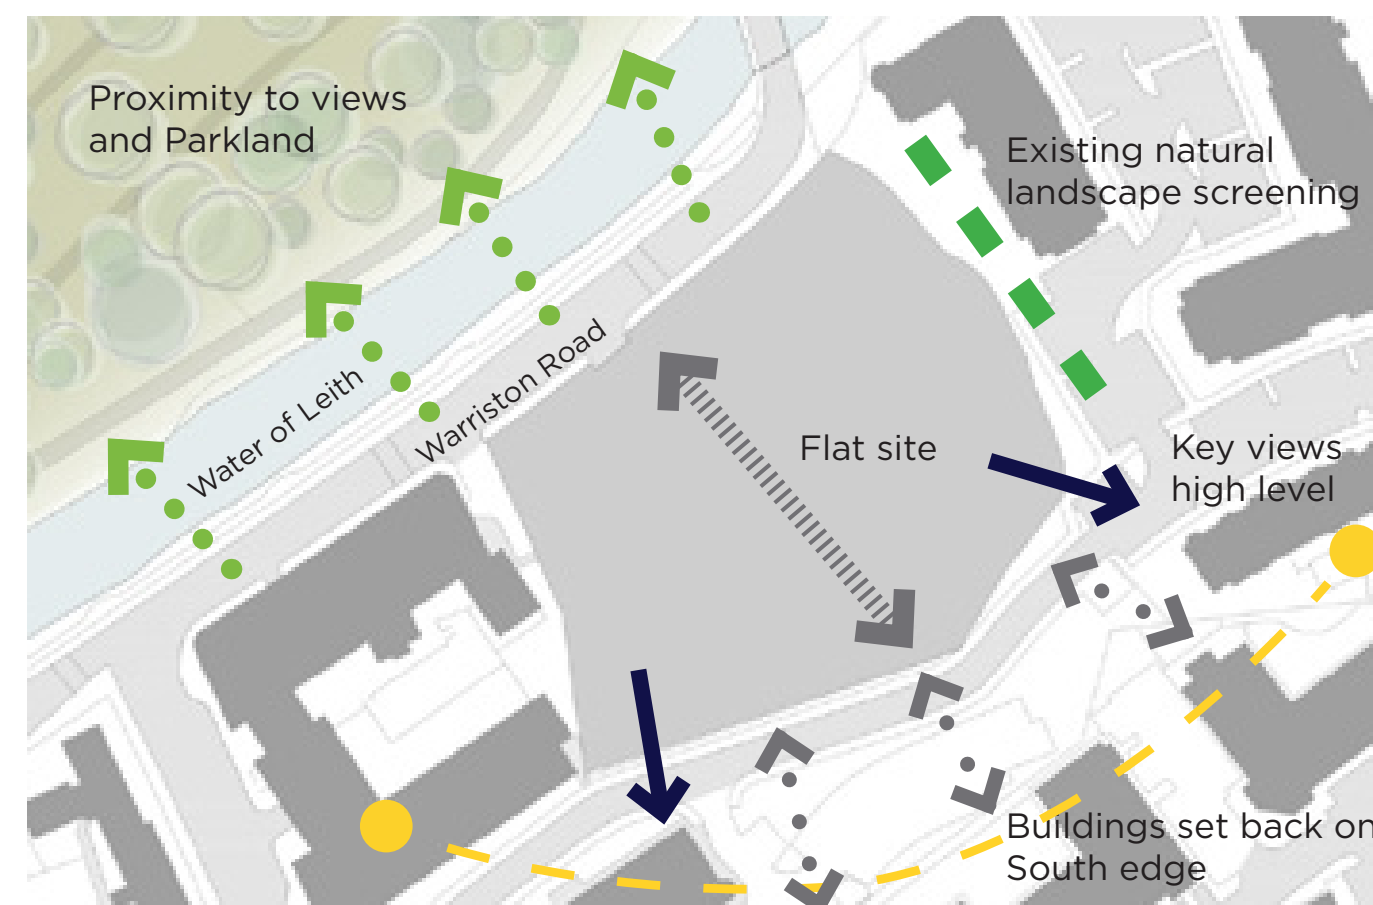 Proximity to views
and Parkland
Existing natural
landscape screening
Water of Leith
Warriston Road
Flat site
Key views
high level
Buildings set back on
South edge